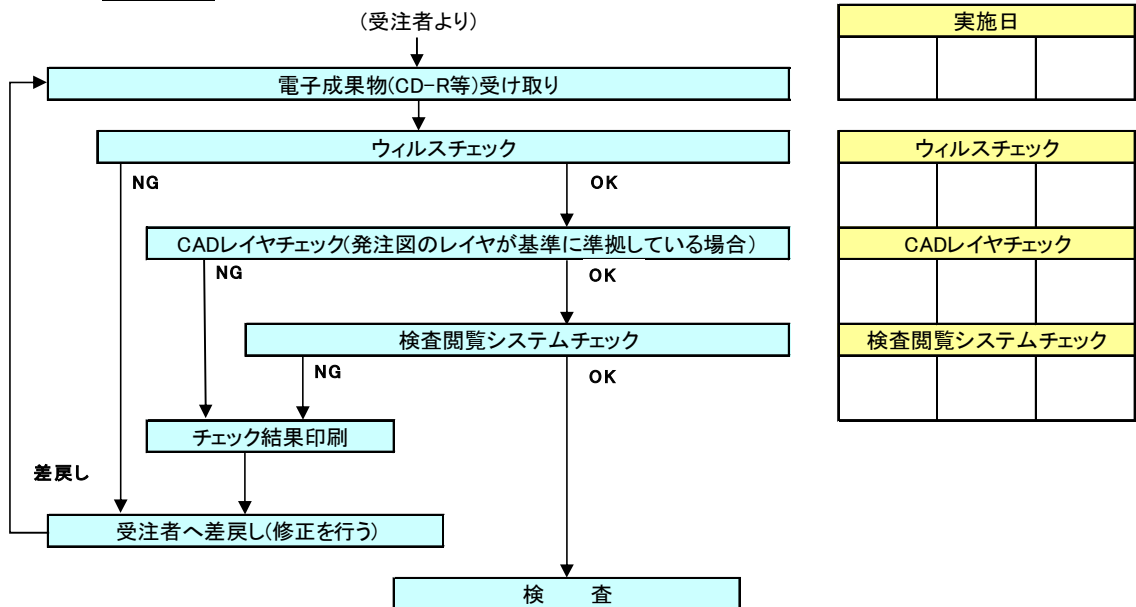 (受注者より)
実施日
電子成果物(CD-R等)受け取り
ウィルスチェック
ウィルスチェック
NG
OK
CADレイヤチェック(発注図のレイヤが基準に準拠している場合)
CADレイヤチェック
NG
OK
検査閲覧システムチェック
検査閲覧システムチェック
NG
OK
チェック結果印刷
差戻し
受注者へ差戻し(修正を行う)
検 査